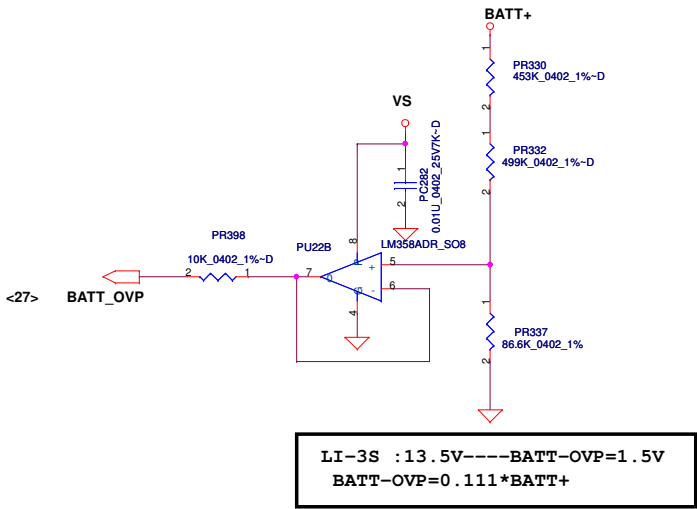 BATT+
1
PR330
453K_0402_1%~D
2
VS
1
PR332
499K_0402_1%~D
2
1
PC282
2
0.01U_0402_25V7K~D
PR398
10K_0402_1%~D
PU22B
8
LM358ADR_SO8
<27>
BATT_OVP
2
1
7
0
P
G
+
-
5
6
4
1
PR337
86.6K_0402_1%
2
LI-3S :13.5V----BATT-OVP=1.5V
BATT-OVP=0.111*BATT+